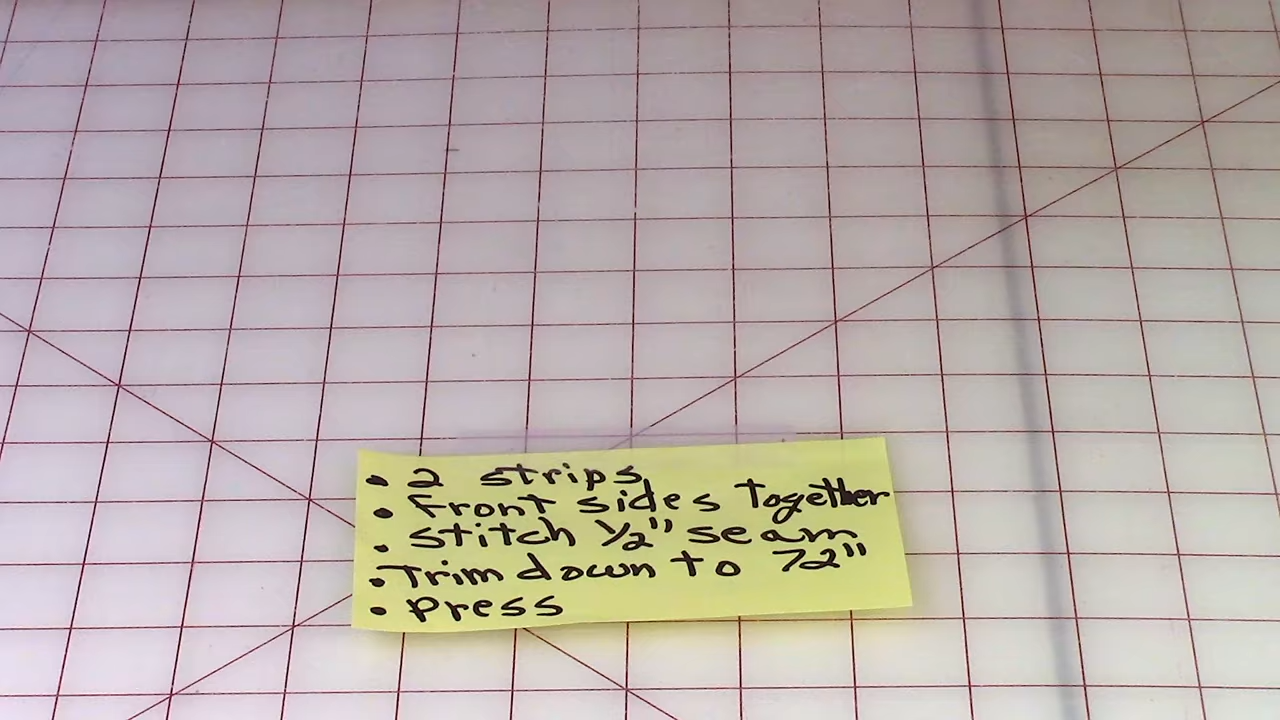 • 2 strips
• Front sides Together
• Stitch 1/2" seam
• Trim down to 72"
• Press